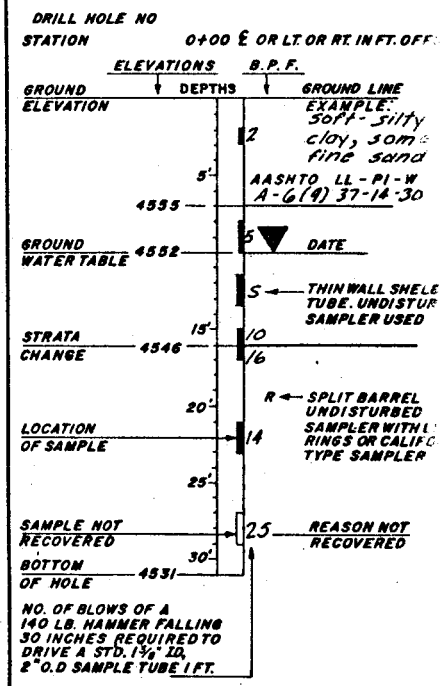 DRILL HOLE NO
STATION 0+00 ₵ OR LT. OR RT. IN FT. OFF
ELEVATIONS B.P.F.
GROUND DEPTHS GROUND LINE
ELEVATION EXAMPLE:
soft-silty
2 clay, som
fine sand
5' AASHTO LL-PI-W
A-6(9) 37-14-30
4555
5
GROUND 4552 DATE
WATER TABLE
S THIN WALL SHELB
TUBE. UNDISTUR
SAMPLER USED
15'
STRATA 10
4546
CHANGE 16
R SPLIT BARREL
20' UNDISTURBED
LOCATION SAMPLER WITH
14 RINGS OR CALIFO
OF SAMPLE TYPE SAMPLER
25'
SAMPLE NOT 25 REASON NOT
RECOVERED RECOVERED
30'
BOTTOM
4531
OF HOLE
NO. OF BLOWS OF A
140 LB. HAMMER FALLING
30 INCHES REQUIRED TO
DRIVE A STD. 1⅜" ID,
2" O.D SAMPLE TUBE 1 FT.